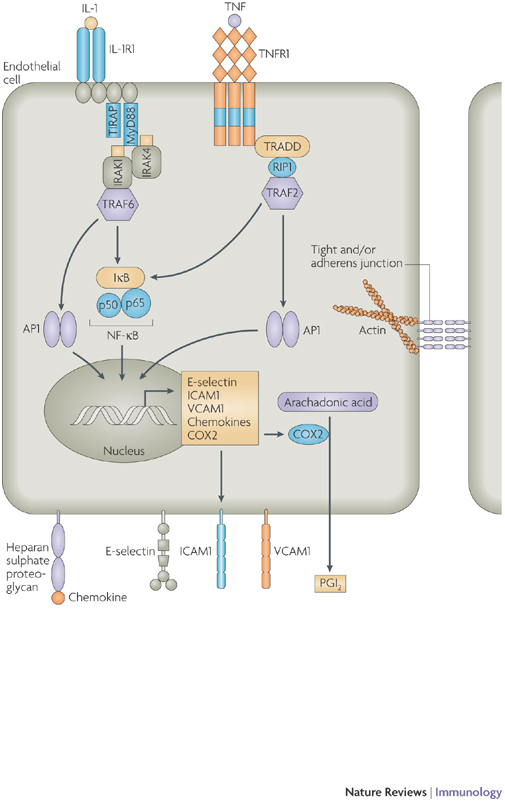 IL-1
TNF
IL-1R1
TNFR1
Endothelial
cell
TIRAP
MyD88
TRADD
RIP1
IRAK1
IRAK4
TRAF6
TRAF2
Tight and/or
adherens junction
IκB
p50
p65
AP1
NF-κB
AP1
Actin
E-selectin
ICAM1
VCAM1
Chemokines
COX2
Arachadonic acid
COX2
Nucleus
Heparan
sulphate
proteo-
glycan
E-selectin
ICAM1
VCAM1
PGI₂
Chemokine
Nature Reviews | Immunology